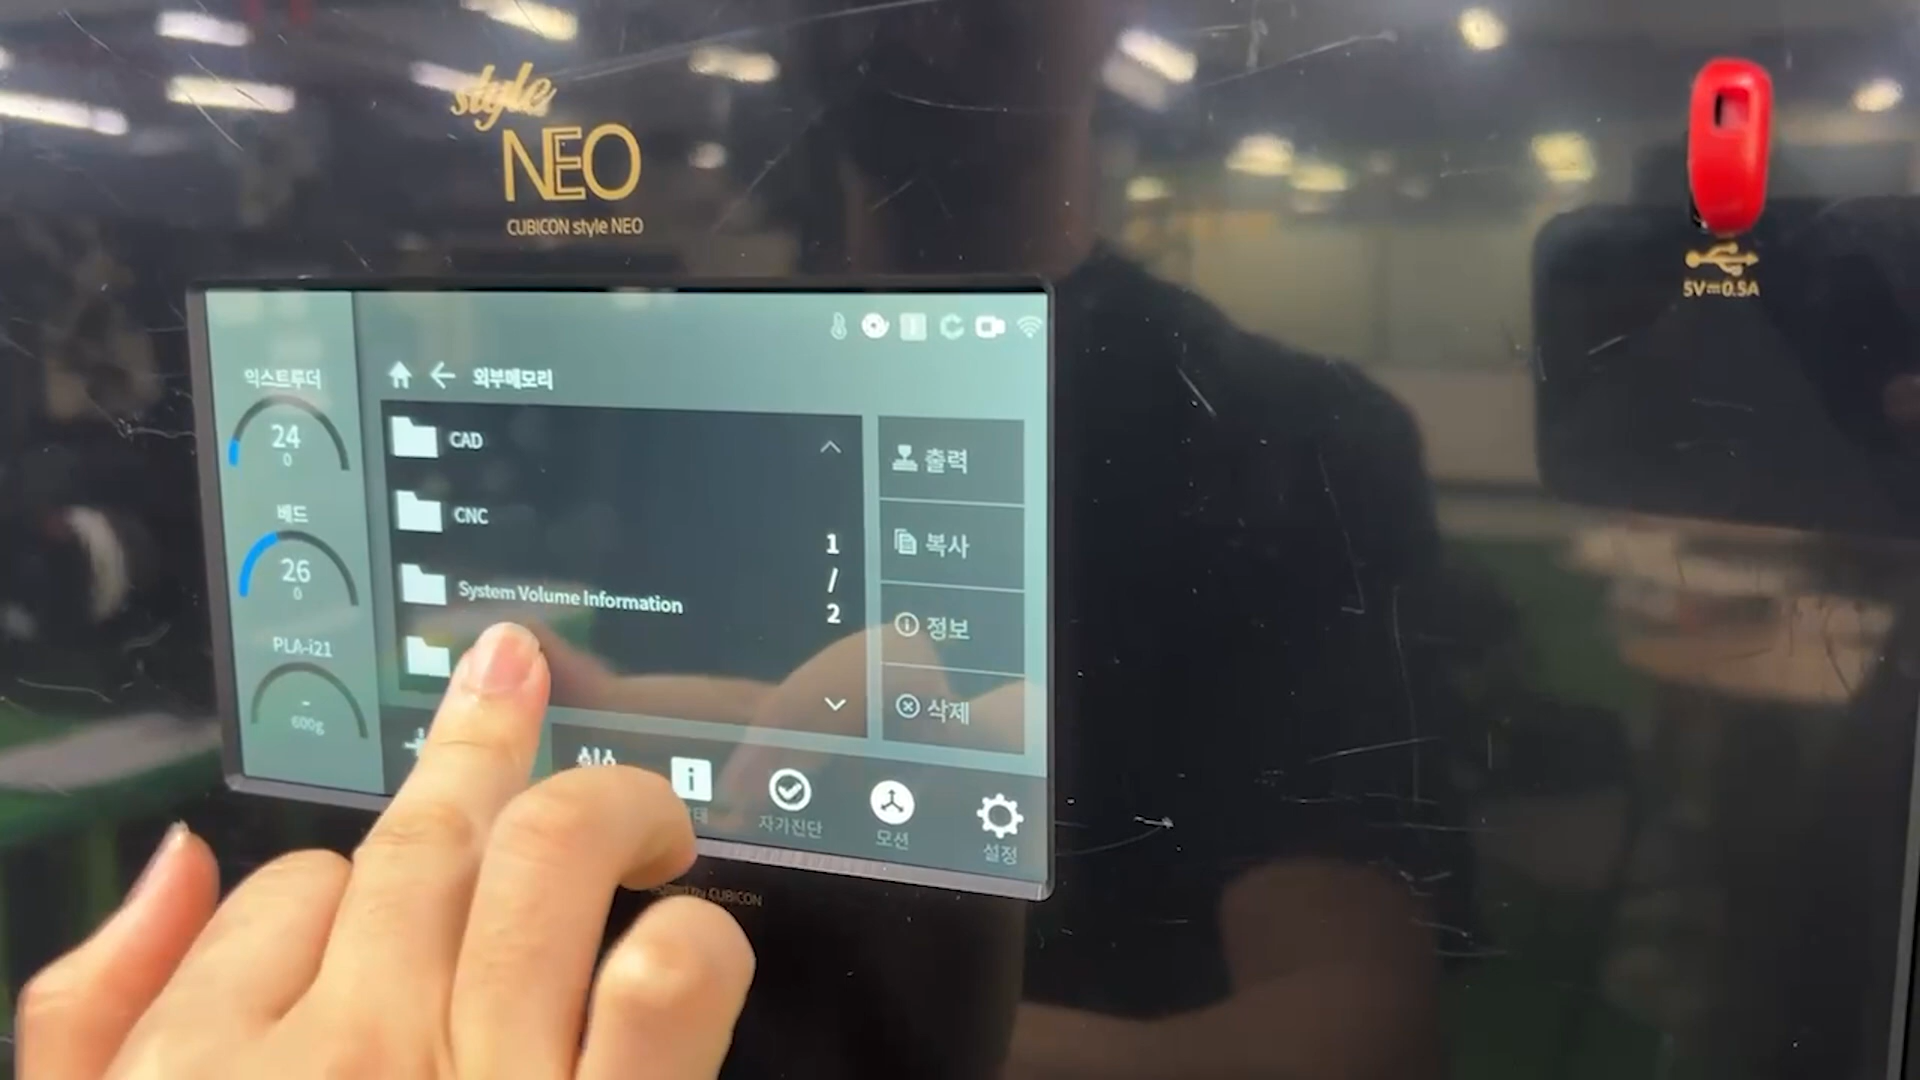 style
NEO
CUBICON style NEO
5V⎓0.5A
익스트루더
24
0
베드
26
0
PLA-i21
-
600g
외부메모리
CAD
CNC
System Volume Information
1
/
2
출력
복사
정보
삭제
자가진단
모션
설정
by CUBICON